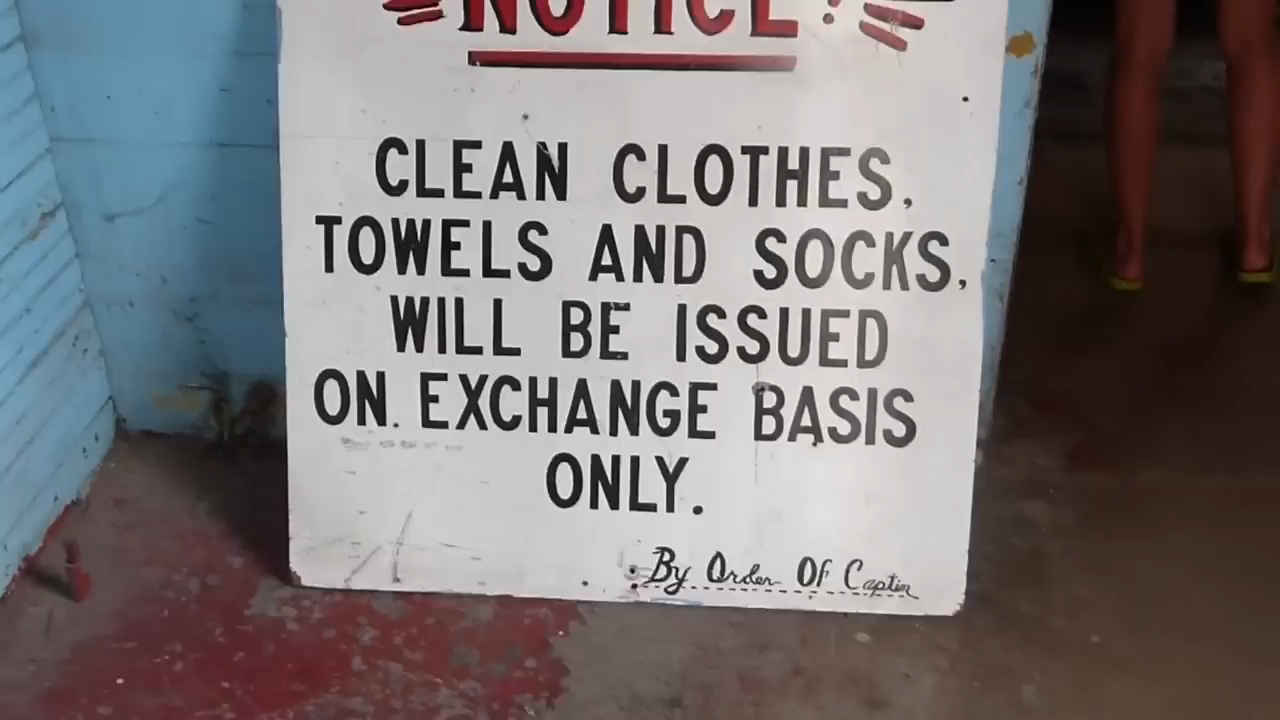 NOTICE!
CLEAN CLOTHES,
TOWELS AND SOCKS,
WILL BE ISSUED
ON. EXCHANGE BASIS
ONLY.
By Order Of Captin